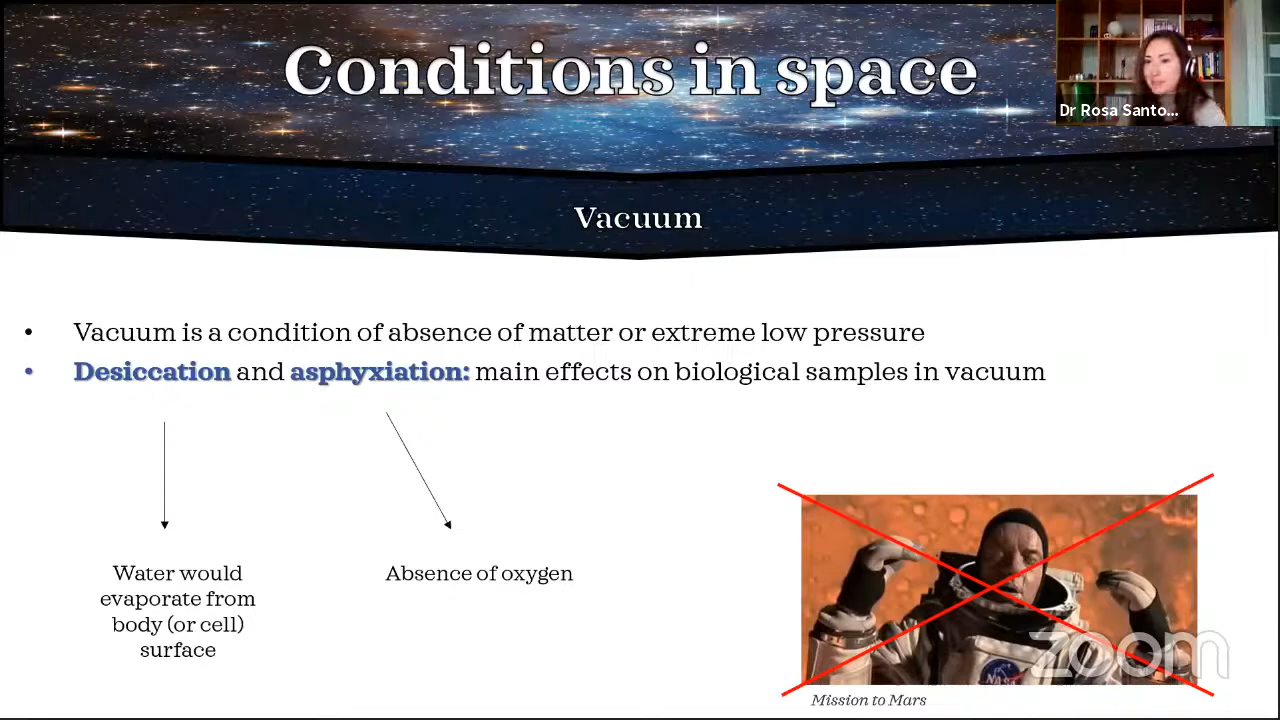 Conditions in space
Dr Rosa Santo...
Vacuum
• Vacuum is a condition of absence of matter or extreme low pressure
• Desiccation and asphyxiation: main effects on biological samples in vacuum
Water would
evaporate from
body (or cell)
surface
Absence of oxygen
NASA
zoom
Mission to Mars